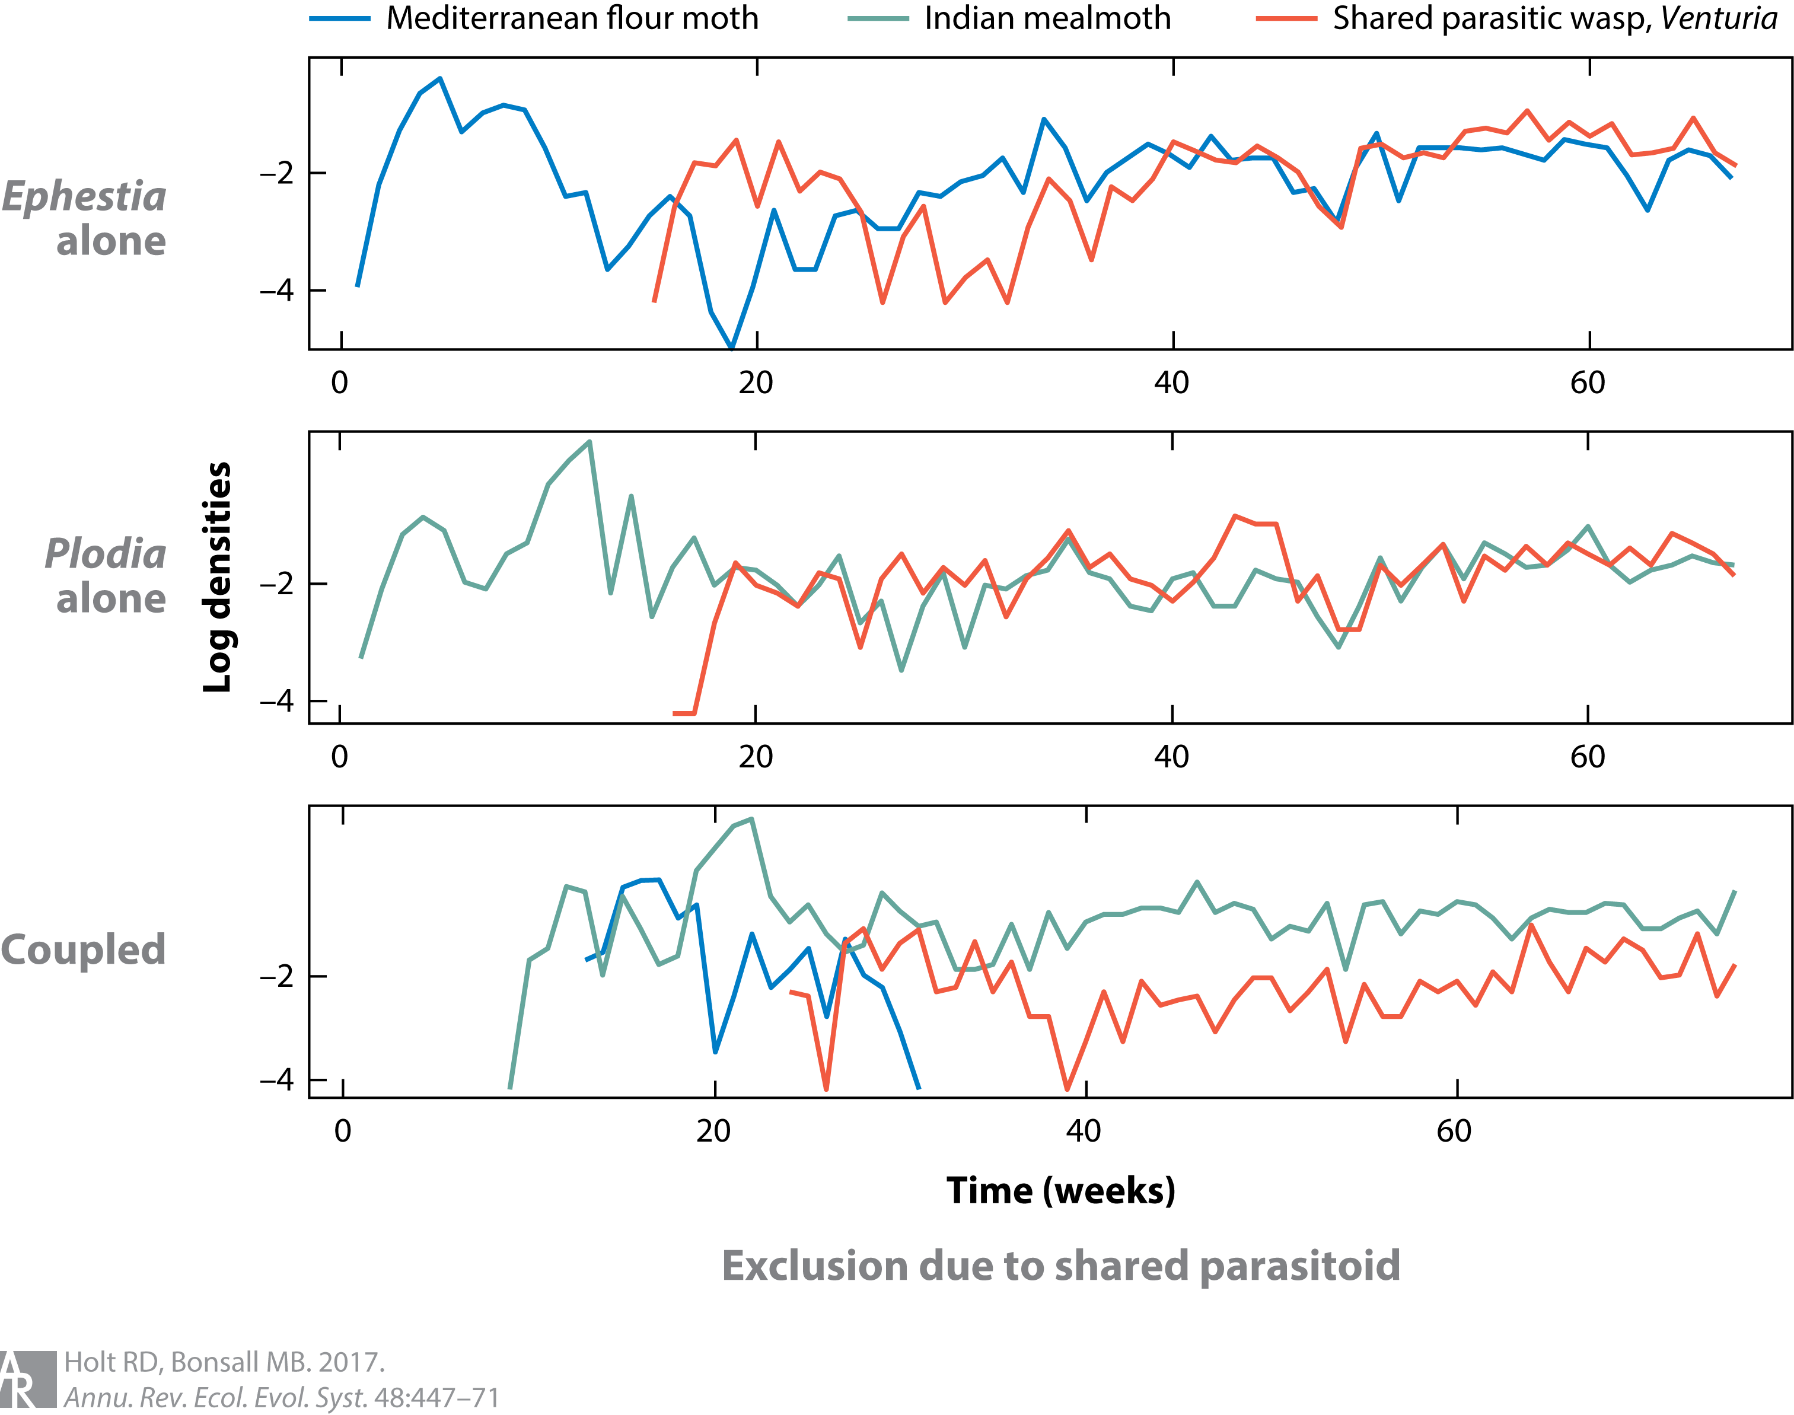 Mediterranean flour moth Indian mealmoth Shared parasitic wasp, Venturia
Ephestia
alone
–2
–4
0 20 40 60
Plodia
alone
Log densities
–2
–4
0 20 40 60
Coupled
–2
–4
0 20 40 60
Time (weeks)
Exclusion due to shared parasitoid
AR
Holt RD, Bonsall MB. 2017.
Annu. Rev. Ecol. Evol. Syst. 48:447–71